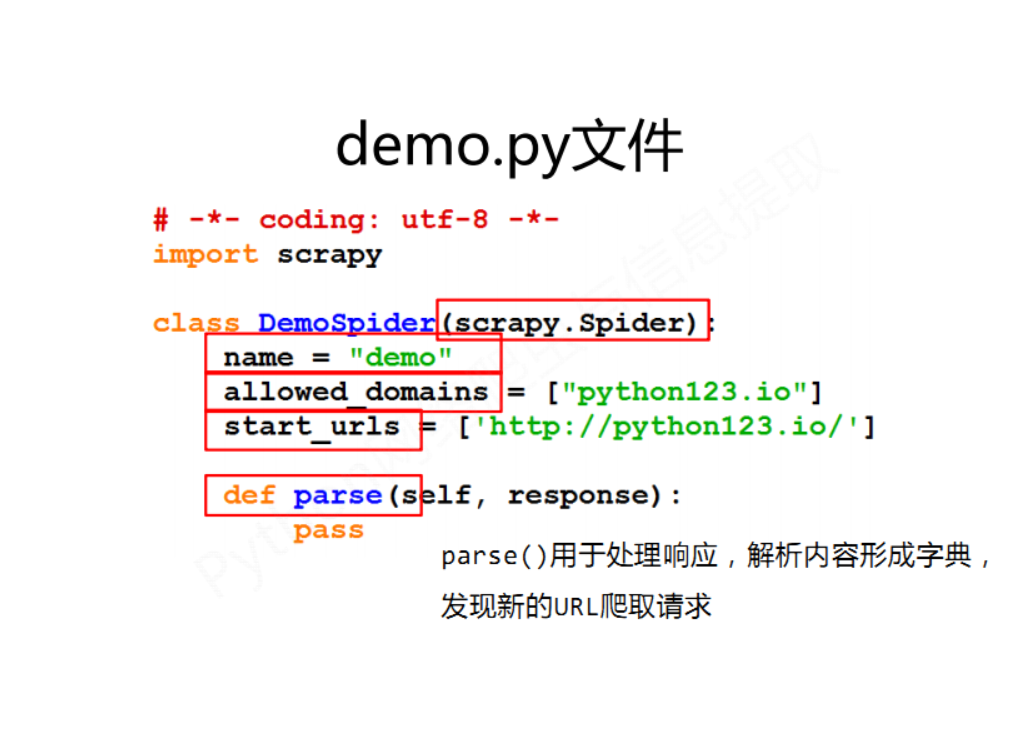 demo.py文件
# -*- coding: utf-8 -*-
import scrapy
class DemoSpider(scrapy.Spider):
name = "demo"
allowed_domains = ["python123.io"]
start_urls = ['http://python123.io/']
def parse(self, response):
pass
parse()用于处理响应，解析内容形成字典，
发现新的URL爬取请求